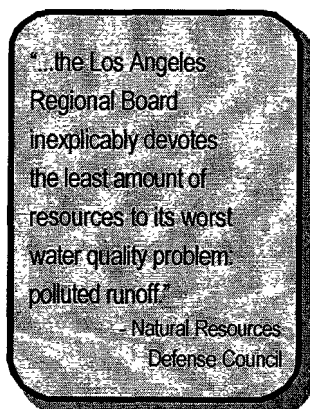 "...the Los Angeles
Regional Board
inexplicably devotes
the least amount of
resources to its worst
water quality problem:
polluted runoff."
- Natural Resources
Defense Council